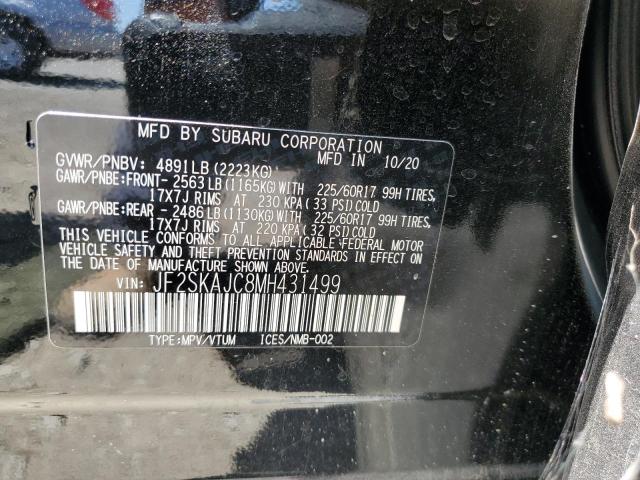 MFD BY SUBARU CORPORATION
GVWR/PNBV: 4891LB(2223KG) MFD IN 10/20
GAWR/PNBE:FRONT- 2563LB(1165KG)WITH 225/60R17 99H TIRES,
17X7J RIMS AT 230 KPA(33 PSI)COLD
GAWR/PNBE:REAR - 2486LB(1130KG)WITH 225/60R17 99H TIRES,
17X7J RIMS AT 220 KPA(32 PSI)COLD
THIS VEHICLE CONFORMS TO ALL APPLICABLE FEDERAL MOTOR
VEHICLE SAFETY AND THEFT PREVENTION STANDARDS IN EFFECT ON
THE DATE OF MANUFACTURE SHOWN ABOVE.
VIN: JF2SKAJC8MH431499
TYPE:MPV/VTUM ICES/NMB-002